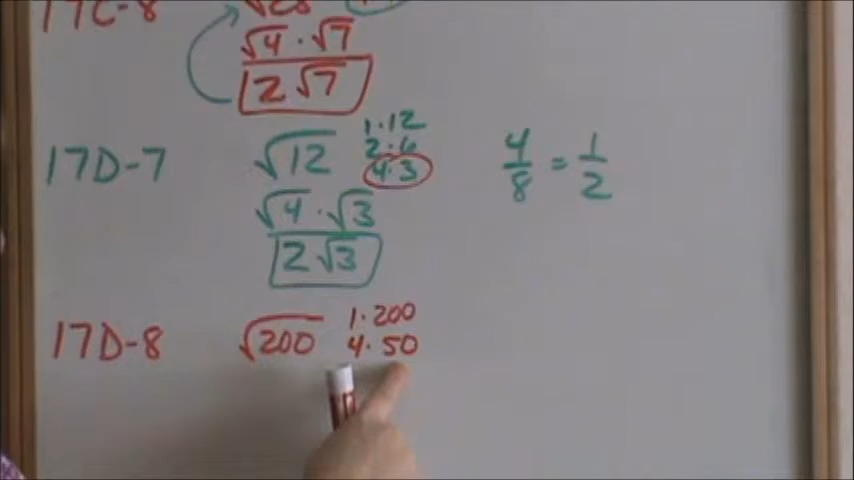 17C-8 √28
√4 · √7
2√7
17D-7 √12 1·12
2·6
4·3
√4 · √3
2√3
4/8 = 1/2
17D-8 √200 1·200
4·50